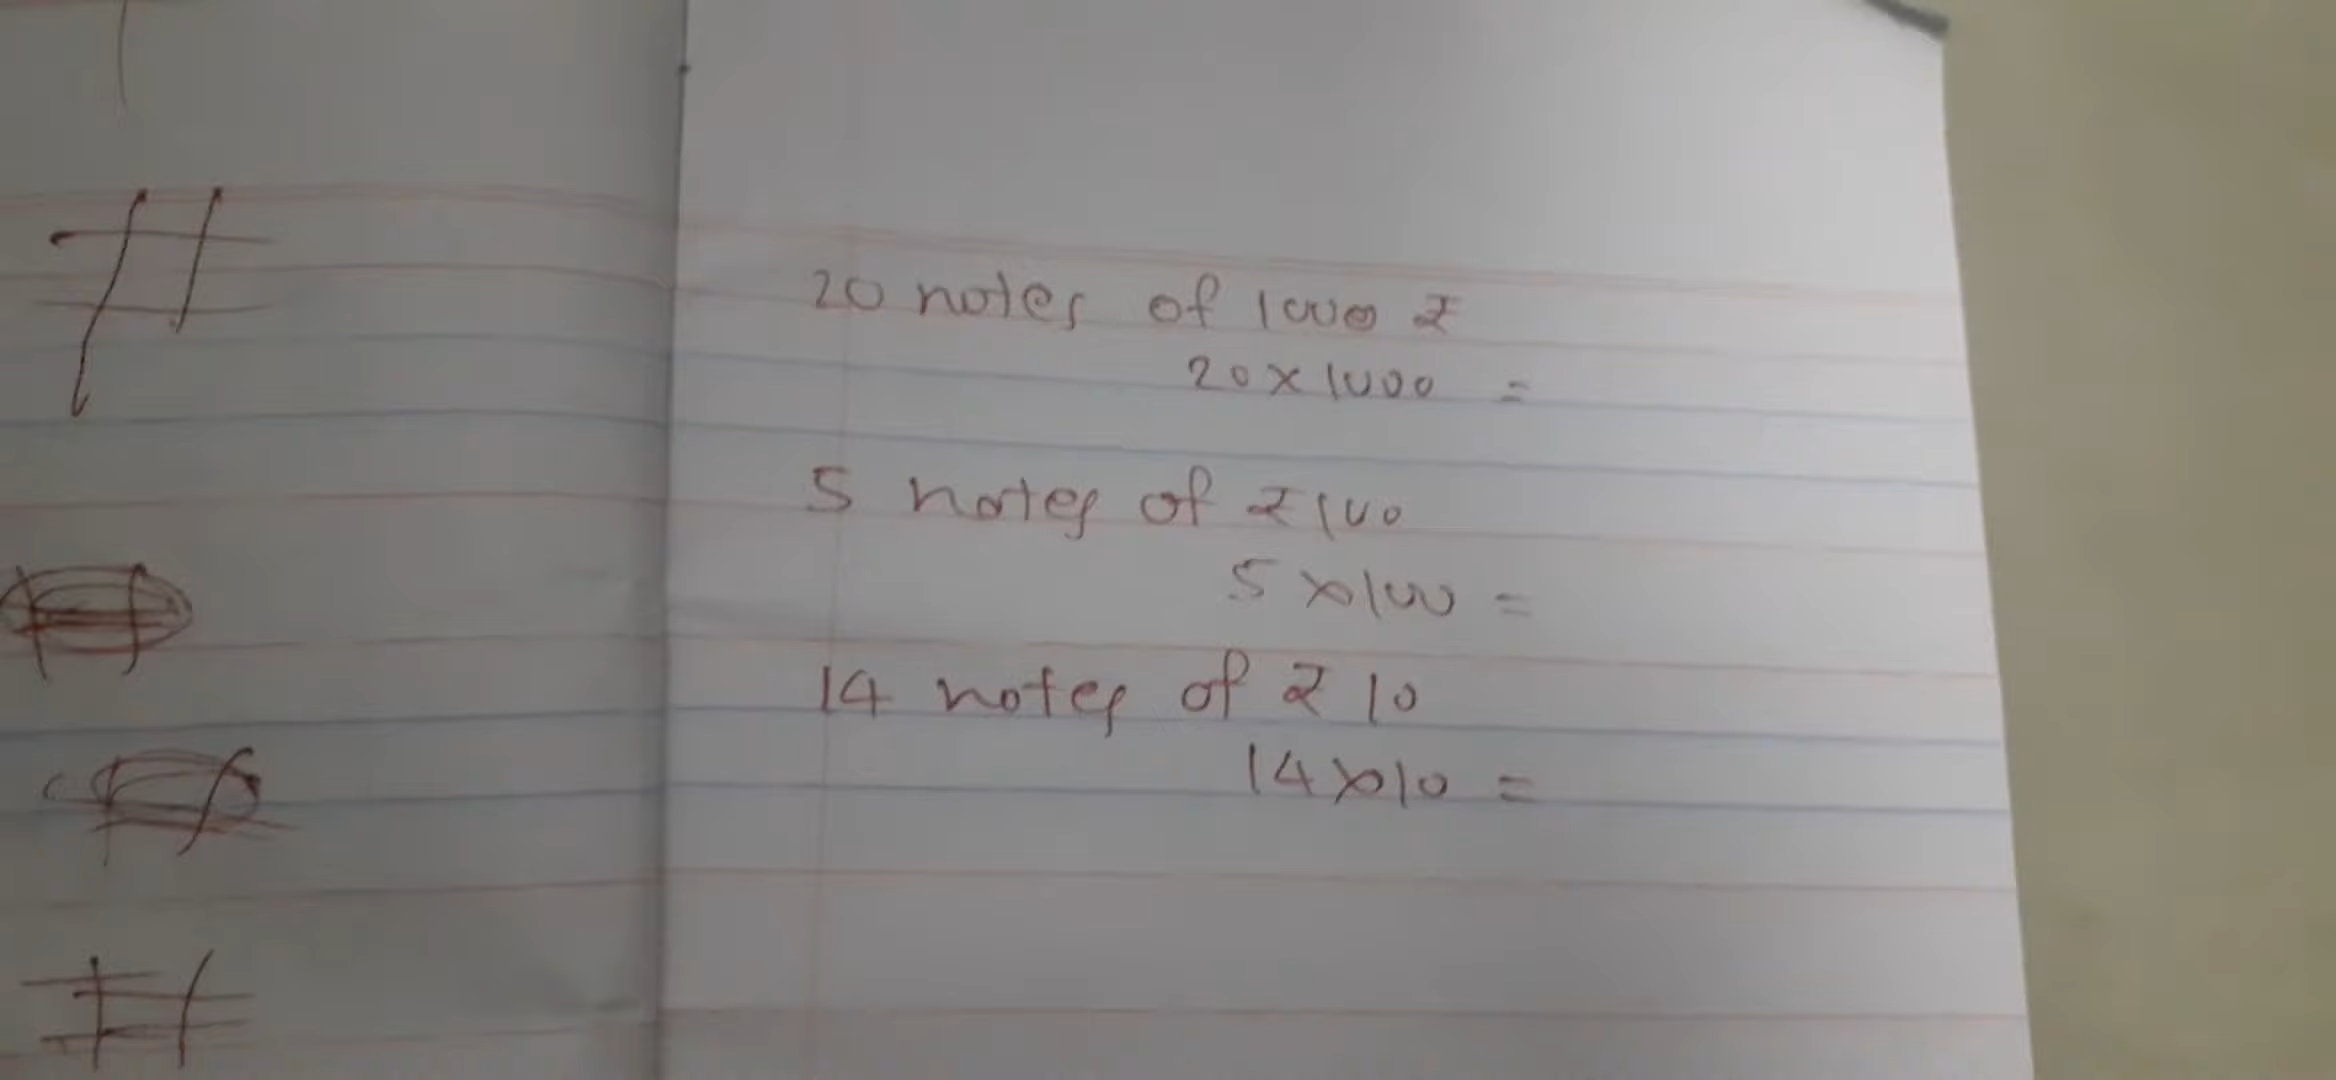 20 notes of 1000 ₹
20 x 1000 =
5 notes of ₹ 100
5 x 100 =
14 notes of ₹ 10
14 x 10 =